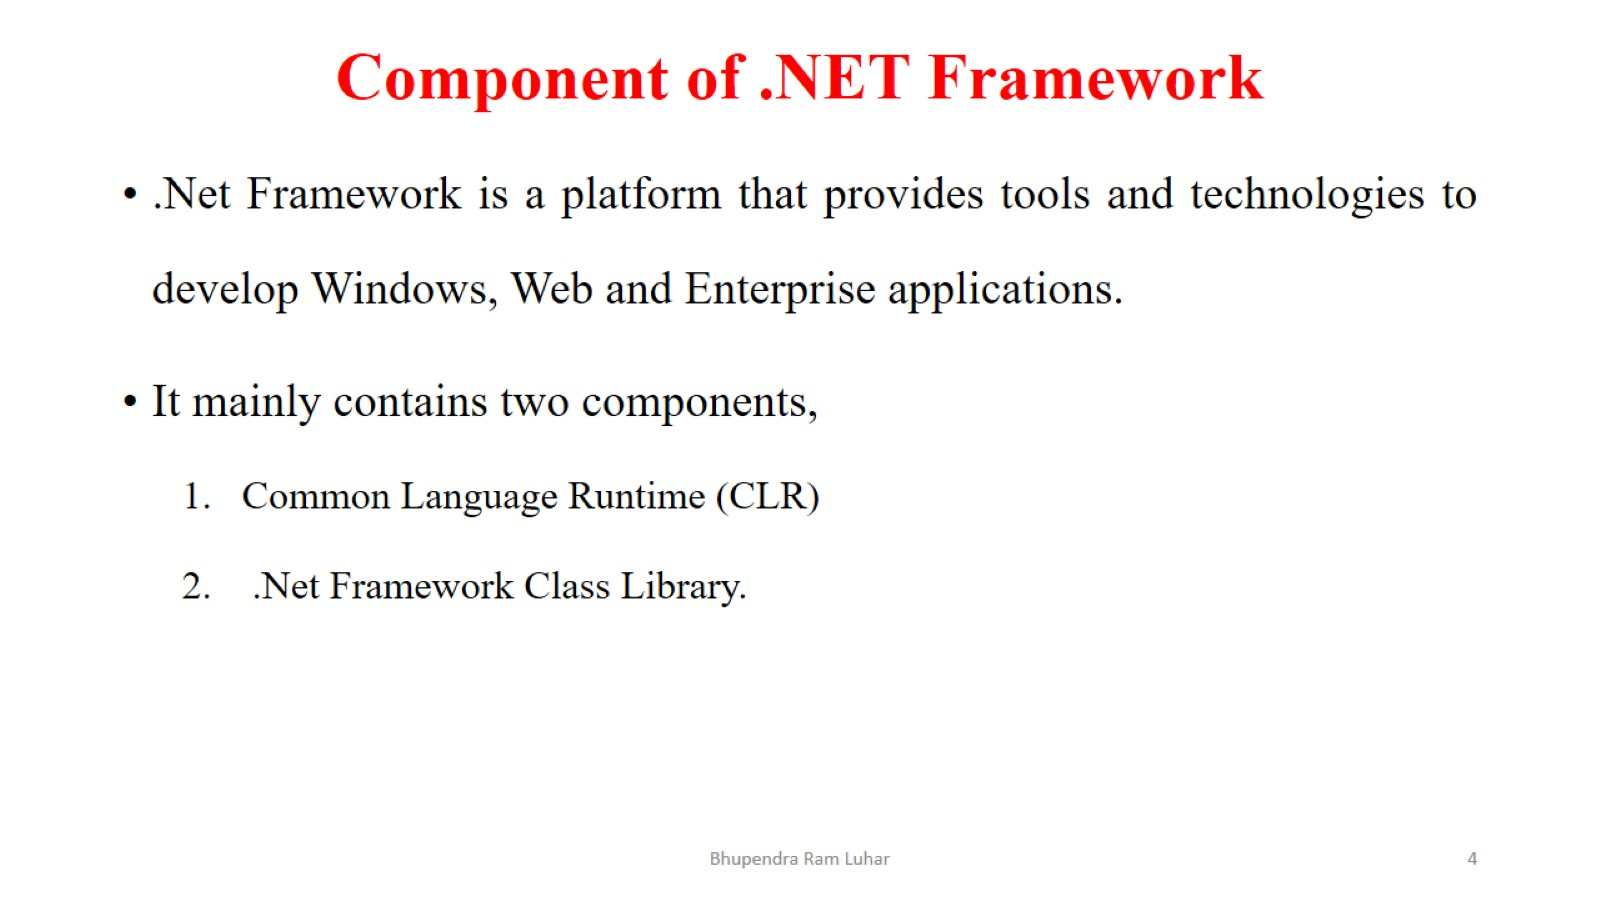 Component of .NET Framework
• .Net Framework is a platform that provides tools and technologies to
develop Windows, Web and Enterprise applications.
• It mainly contains two components,
1. Common Language Runtime (CLR)
2. .Net Framework Class Library.
Bhupendra Ram Luhar
4